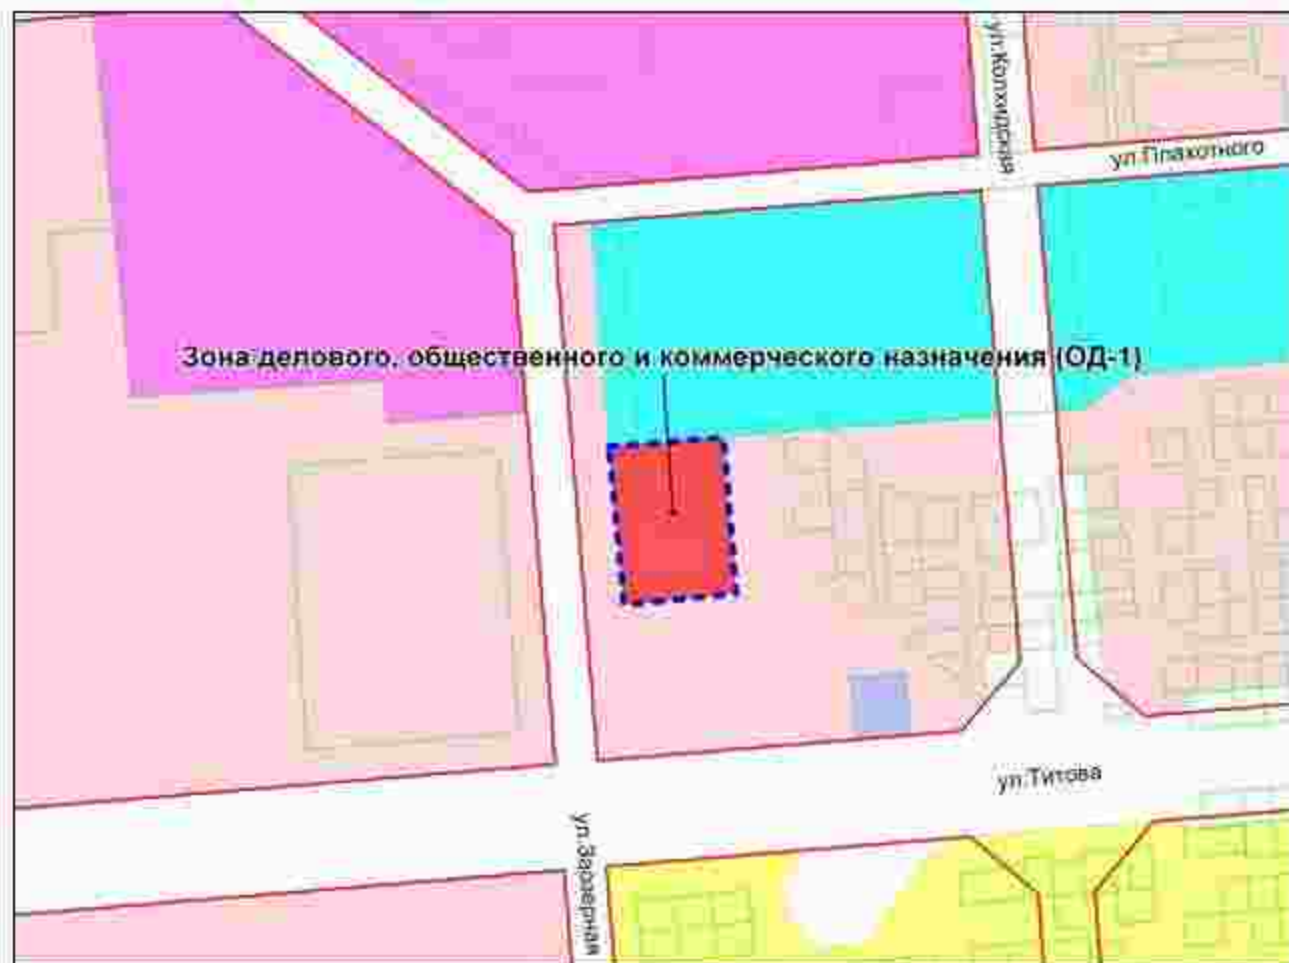 ул.Колхидская
ул.Плахотного
Зона делового, общественного и коммерческого назначения (ОД-1)
ул.Титова
ул.Заозерная